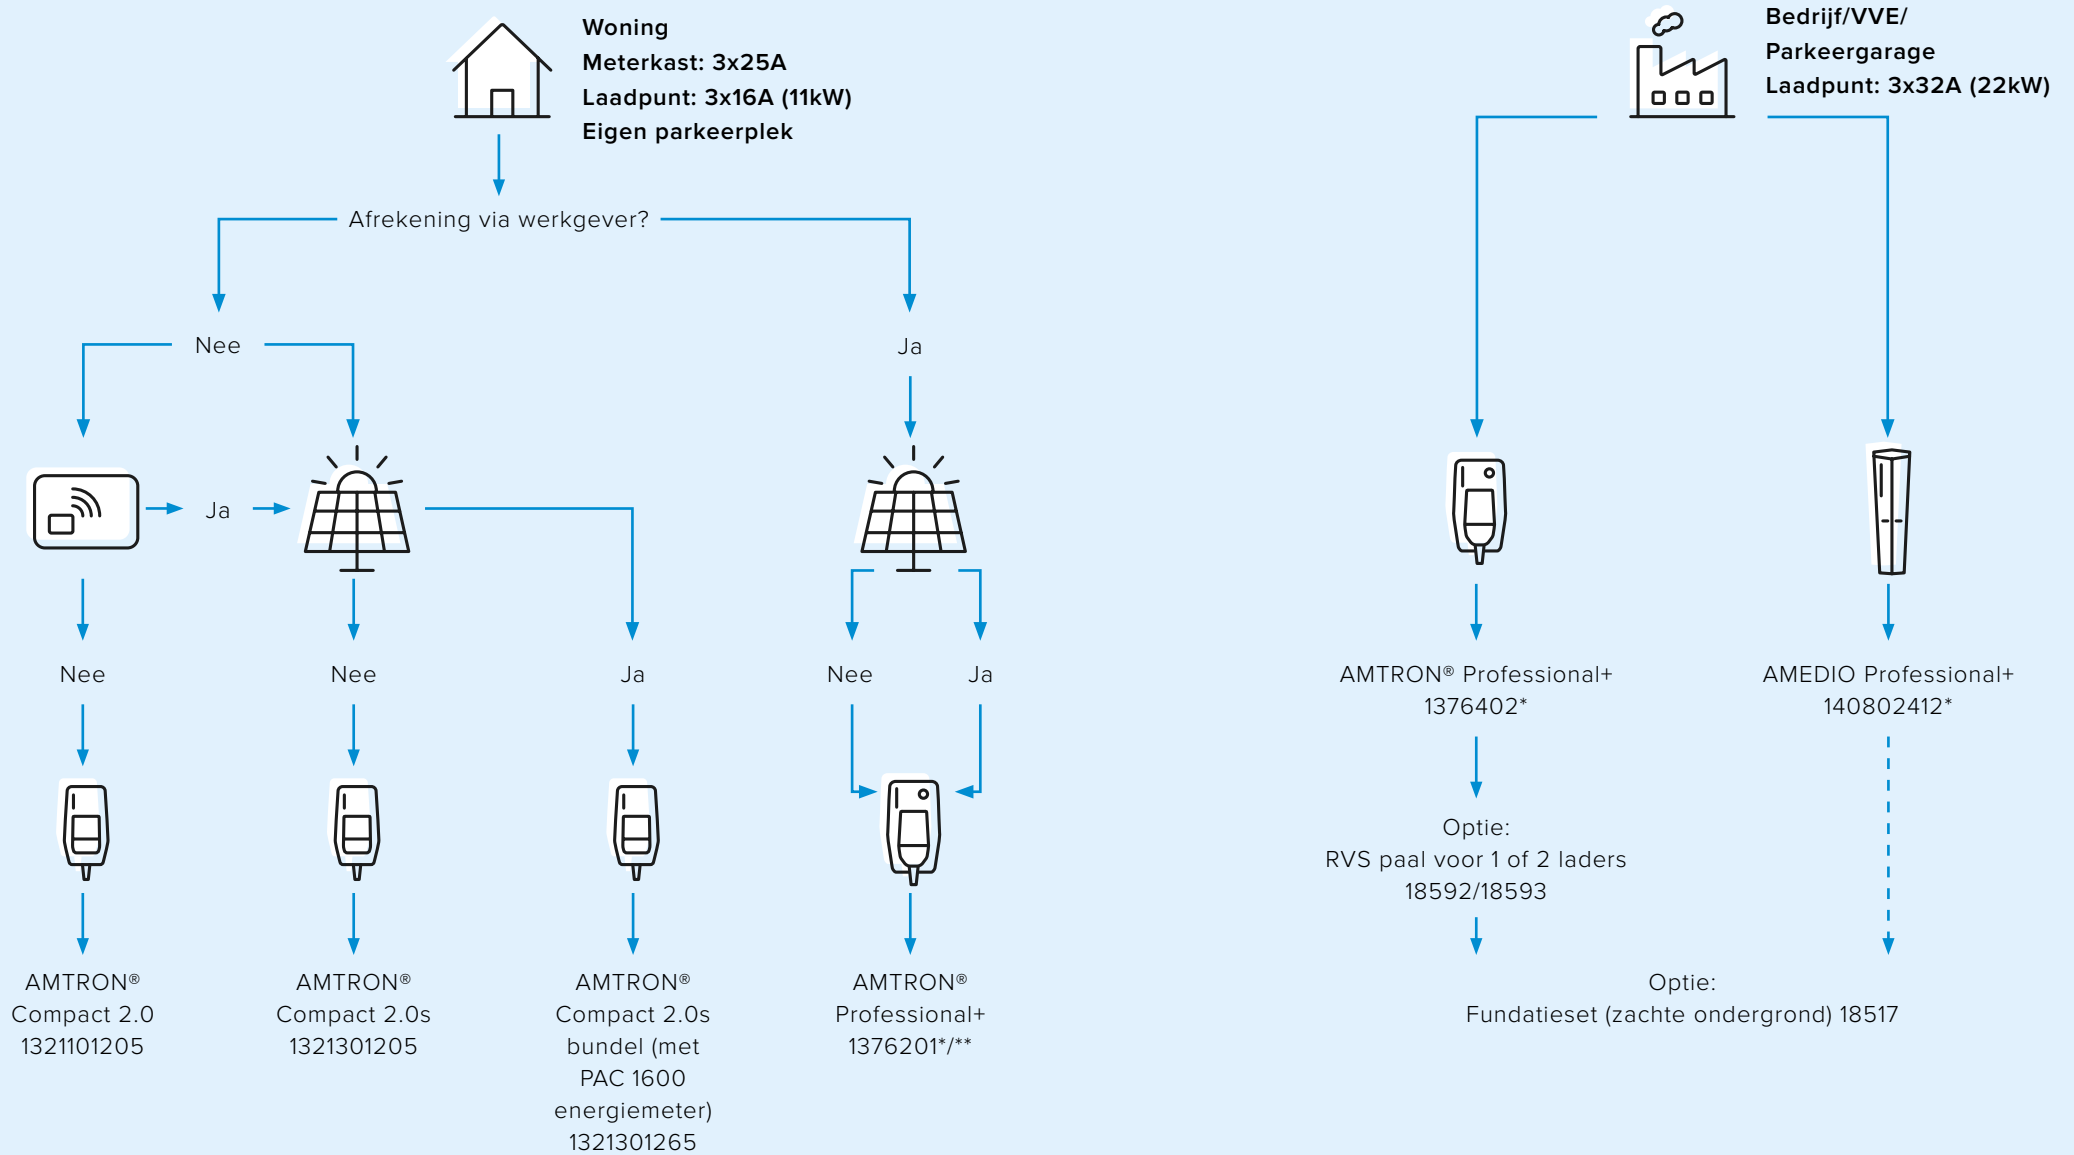 Woning
Meterkast: 3x25A
Laadpunt: 3x16A (11kW)
Eigen parkeerplek
Bedrijf/VVE/
Parkeergarage
Laadpunt: 3x32A (22kW)
Afrekening via werkgever?
Nee
Ja
Ja
Nee
Nee
Ja
Nee
Ja
AMTRON® Professional+
1376402*
AMEDIO Professional+
140802412*
Optie:
RVS paal voor 1 of 2 laders
18592/18593
AMTRON®
Compact 2.0
1321101205
AMTRON®
Compact 2.0s
1321301205
AMTRON®
Compact 2.0s
bundel (met
PAC 1600
energiemeter)
1321301265
AMTRON®
Professional+
1376201*/**
Optie:
Fundatieset (zachte ondergrond) 18517